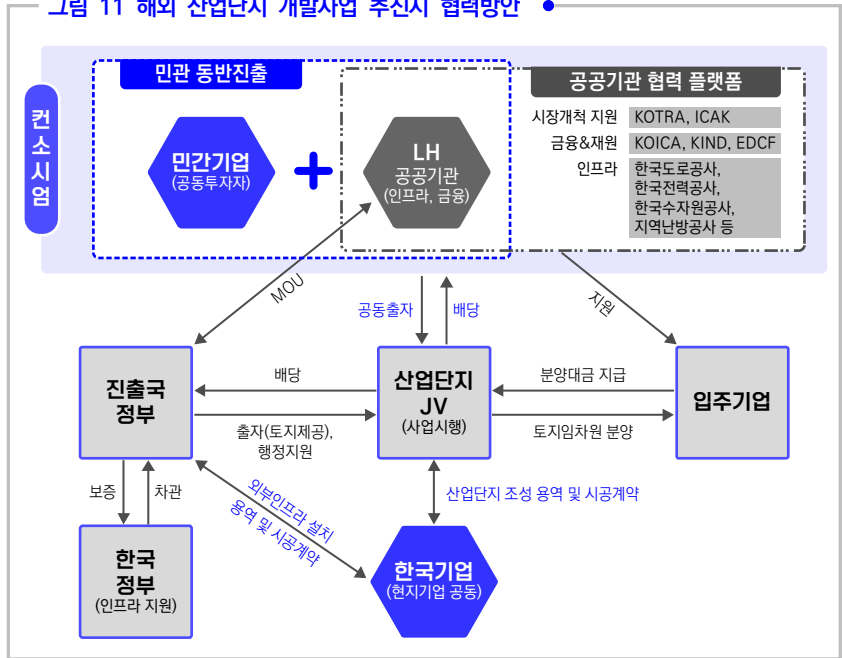 그림 11 해외 산업단지 개발사업 추진시 협력방안
컨소시엄
민관 동반진출
민간기업
(공동투자자)
LH
공공기관
(인프라, 금융)
공공기관 협력 플랫폼
시장개척 지원 KOTRA, ICAK
금융&재원 KOICA, KIND, EDCF
인프라 한국도로공사,
한국전력공사,
한국수자원공사,
지역난방공사 등
MOU
공동출자
배당
지원
진출국
정부
배당
출자(토지제공),
행정지원
산업단지
JV
(사업시행)
분양대금 지급
토지임차원 분양
입주기업
보증
차관
외부인프라 설치
용역 및 시공계약
산업단지 조성 용역 및 시공계약
한국
정부
(인프라 지원)
한국기업
(현지기업 공동)